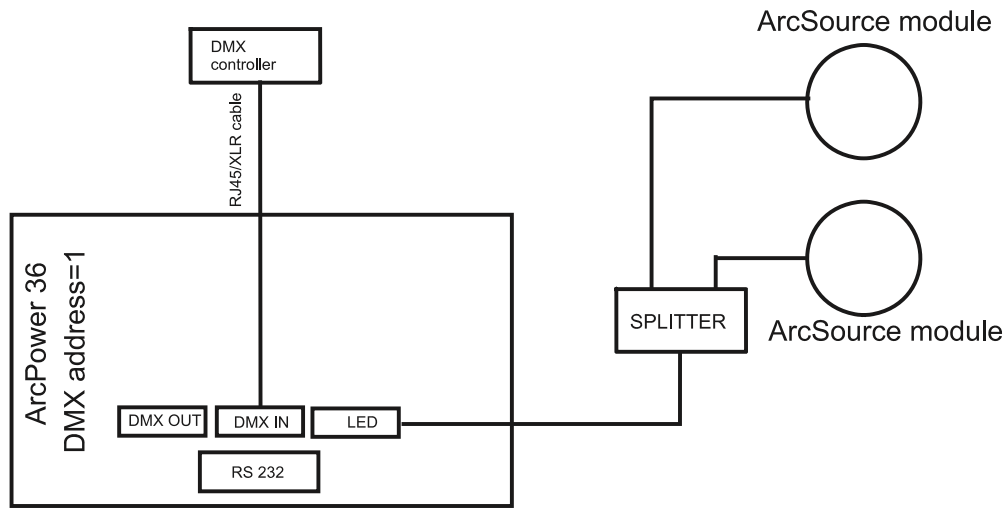 ArcSource module
DMX
controller
RJ45/XLR cable
ArcPower 36
DMX address=1
SPLITTER
ArcSource module
DMX OUT
DMX IN
LED
RS 232